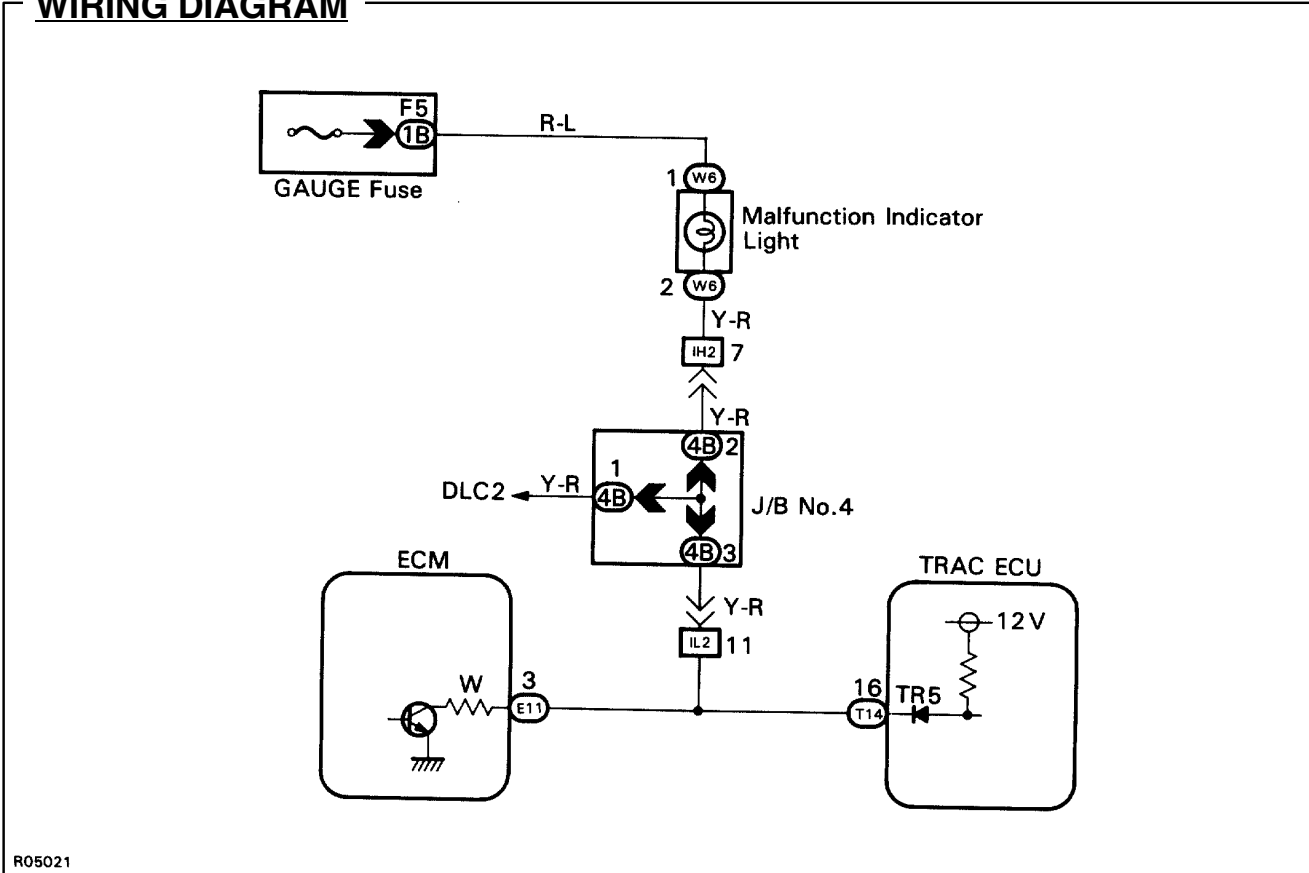 WIRING DIAGRAM
F5
1B
R-L
GAUGE Fuse
1
W6
Malfunction Indicator
Light
2
W6
Y-R
IH2
7
Y-R
4B
2
1
DLC2
Y-R
4B
J/B No.4
4B
3
ECM
TRAC ECU
Y-R
12V
IL2
11
W
3
E11
16
TR5
T14
R05021